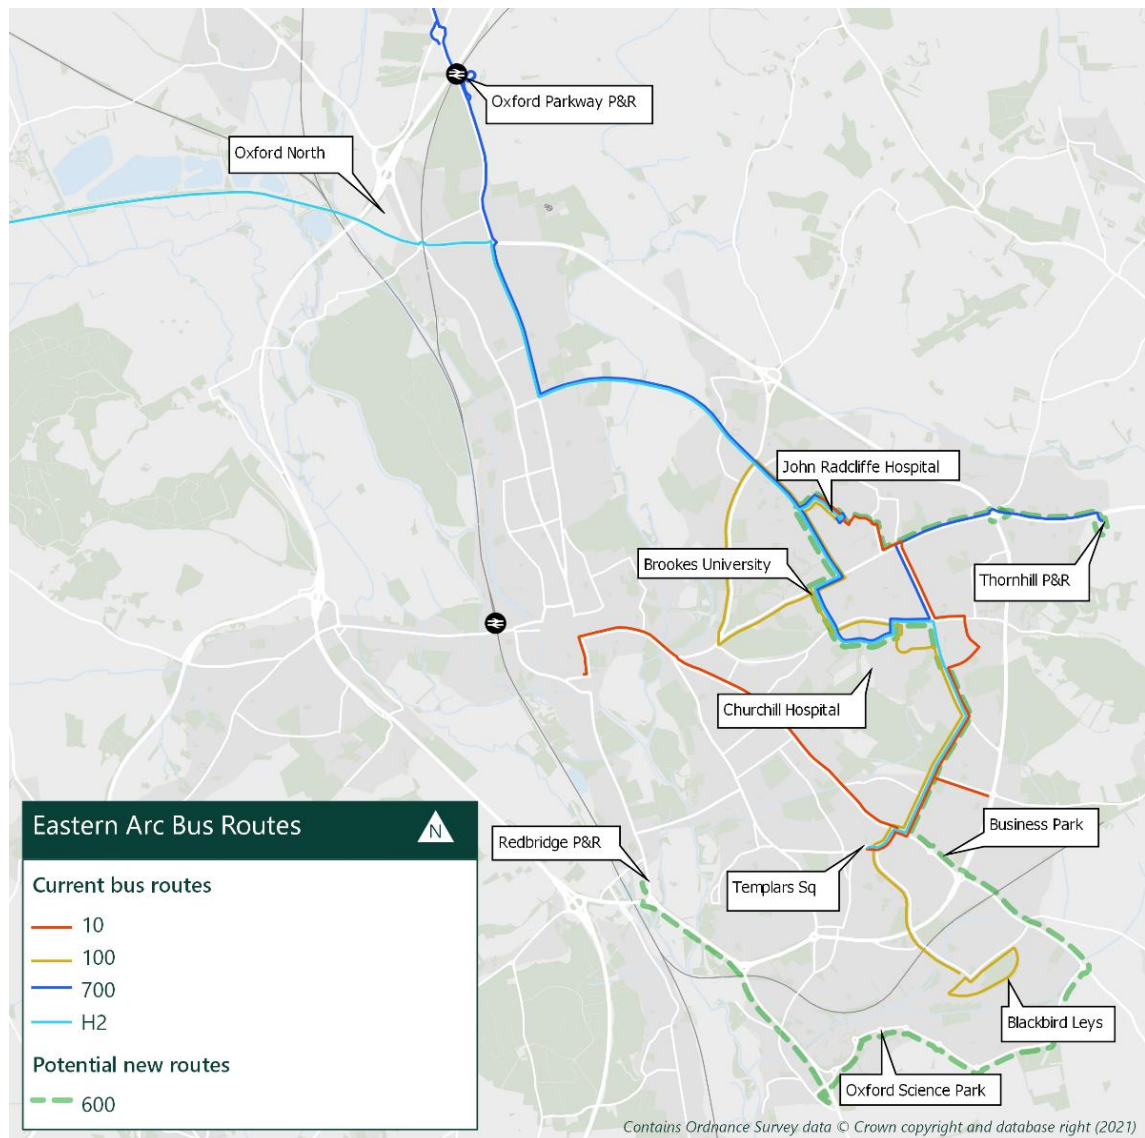 Oxford Parkway P&R
Oxford North
John Radcliffe Hospital
Brookes University
Thornhill P&R
Churchill Hospital
Business Park
Redbridge P&R
Templars Sq
Blackbird Leys
Oxford Science Park
Eastern Arc Bus Routes
N
Current bus routes
10
100
700
H2
Potential new routes
600
Contains Ordnance Survey data © Crown copyright and database right (2021)